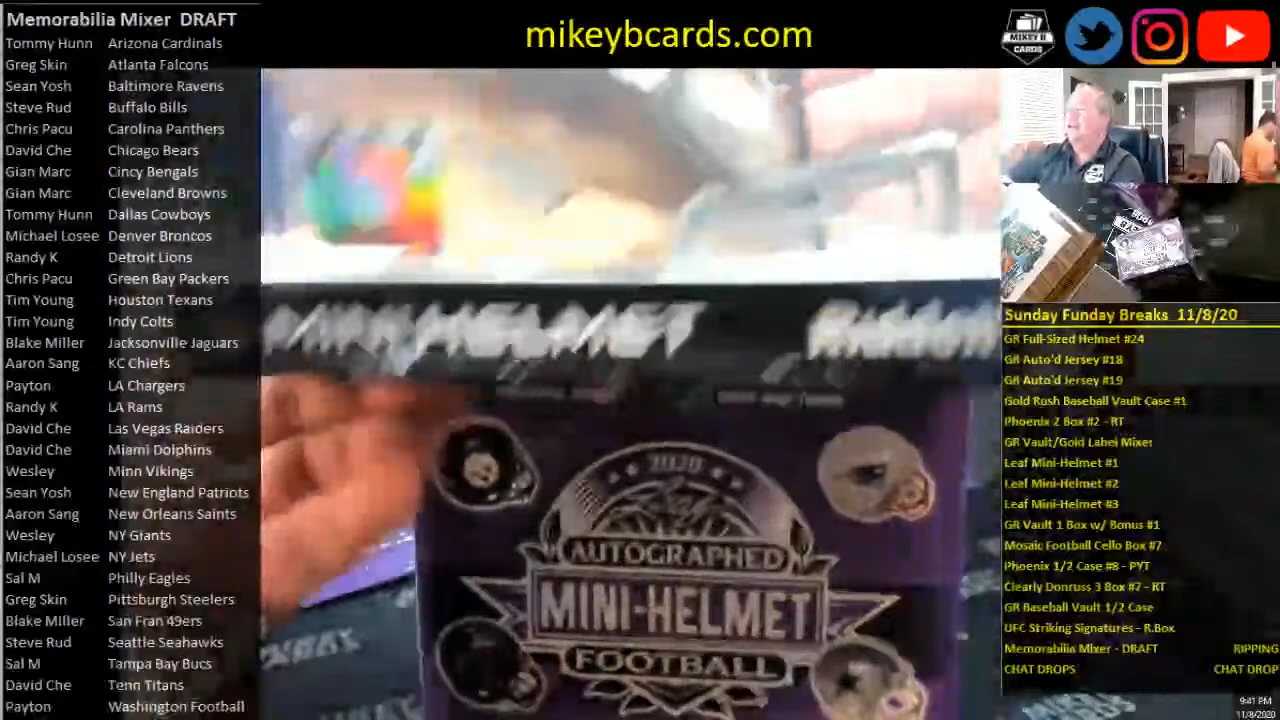 Memorabilia Mixer DRAFT
Tommy Hunn Arizona Cardinals
Greg Skin Atlanta Falcons
Sean Yosh Baltimore Ravens
Steve Rud Buffalo Bills
Chris Pacu Carolina Panthers
David Che Chicago Bears
Gian Marc Cincy Bengals
Gian Marc Cleveland Browns
Tommy Hunn Dallas Cowboys
Michael Losee Denver Broncos
Randy K Detroit Lions
Chris Pacu Green Bay Packers
Tim Young Houston Texans
Tim Young Indy Colts
Blake Miller Jacksonville Jaguars
Aaron Sang KC Chiefs
Payton LA Chargers
Randy K LA Rams
David Che Las Vegas Raiders
David Che Miami Dolphins
Wesley Minn Vikings
Sean Yosh New England Patriots
Aaron Sang New Orleans Saints
Wesley NY Giants
Michael Losee NY Jets
Sal M Philly Eagles
Greg Skin Pittsburgh Steelers
Blake Miller San Fran 49ers
Steve Rud Seattle Seahawks
Sal M Tampa Bay Bucs
David Che Tenn Titans
Payton Washington Football
mikeybcards.com
MIKEY B
CARDS
MINI HELMET
2020
AUTOGRAPHED
MINI-HELMET
FOOTBALL
Sunday Funday Breaks 11/8/20
GR Full-Sized Helmet #24
GR Auto'd Jersey #18
GR Auto'd Jersey #19
Gold Rush Baseball Vault Case #1
Phoenix 2 Box #2 - RT
GR Vault/Gold Label Mixer
Leaf Mini-Helmet #1
Leaf Mini-Helmet #2
Leaf Mini-Helmet #3
GR Vault 1 Box w/ Bonus #1
Mosaic Football Cello Box #7
Phoenix 1/2 Case #8 - PYT
Clearly Donruss 3 Box #7 - RT
GR Baseball Vault 1/2 Case
UFC Striking Signatures - R.Box
Memorabilia Mixer - DRAFT RIPPING
CHAT DROPS CHAT DROP
9:41 PM
11/8/2020